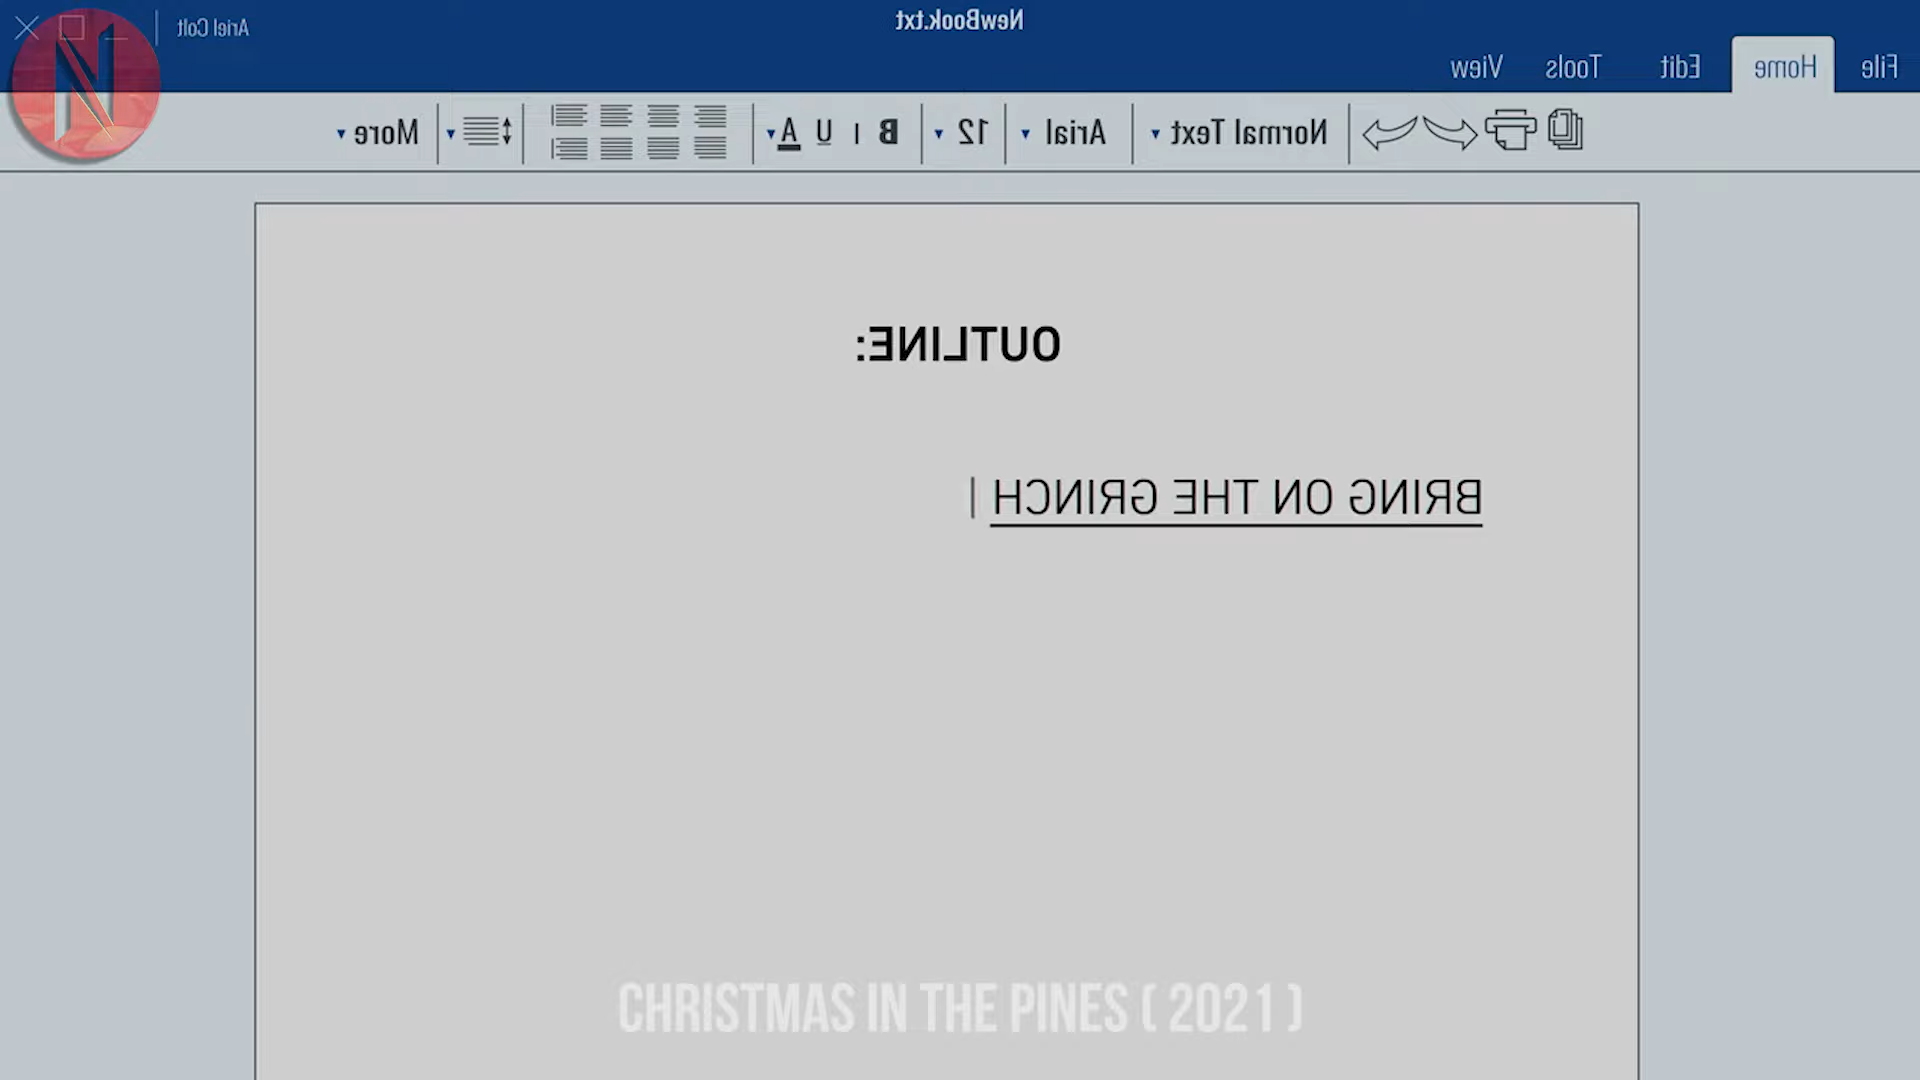 NewBook.txt
Ariel Colt
File Home Edit Tools View
Normal Text Arial 12 B I U A More
OUTLINE:
BRING ON THE GRINCH
CHRISTMAS IN THE PINES ( 2021 )
N